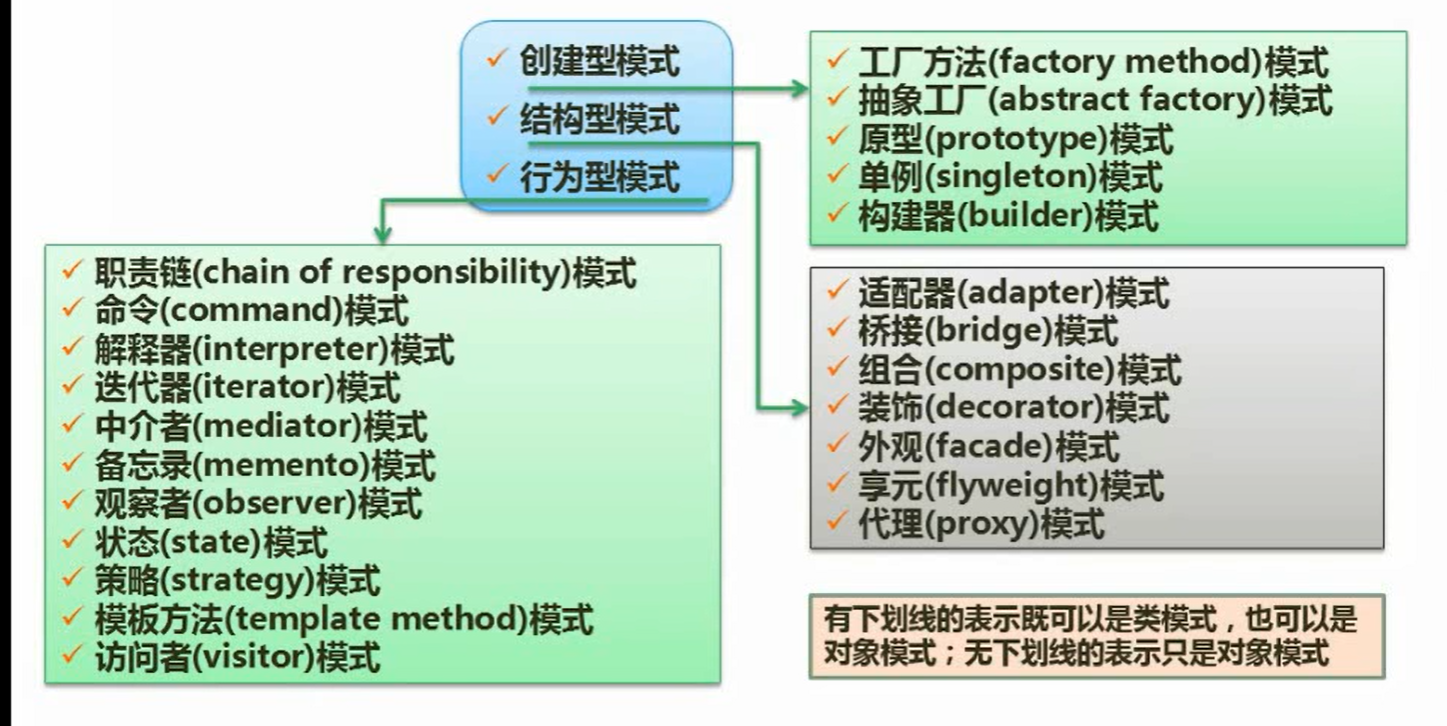 创建型模式
结构型模式
行为型模式
工厂方法(factory method)模式
抽象工厂(abstract factory)模式
原型(prototype)模式
单例(singleton)模式
构建器(builder)模式
职责链(chain of responsibility)模式
命令(command)模式
解释器(interpreter)模式
迭代器(iterator)模式
中介者(mediator)模式
备忘录(memento)模式
观察者(observer)模式
状态(state)模式
策略(strategy)模式
模板方法(template method)模式
访问者(visitor)模式
适配器(adapter)模式
桥接(bridge)模式
组合(composite)模式
装饰(decorator)模式
外观(facade)模式
享元(flyweight)模式
代理(proxy)模式
有下划线的表示既可以是类模式，也可以是
对象模式；无下划线的表示只是对象模式